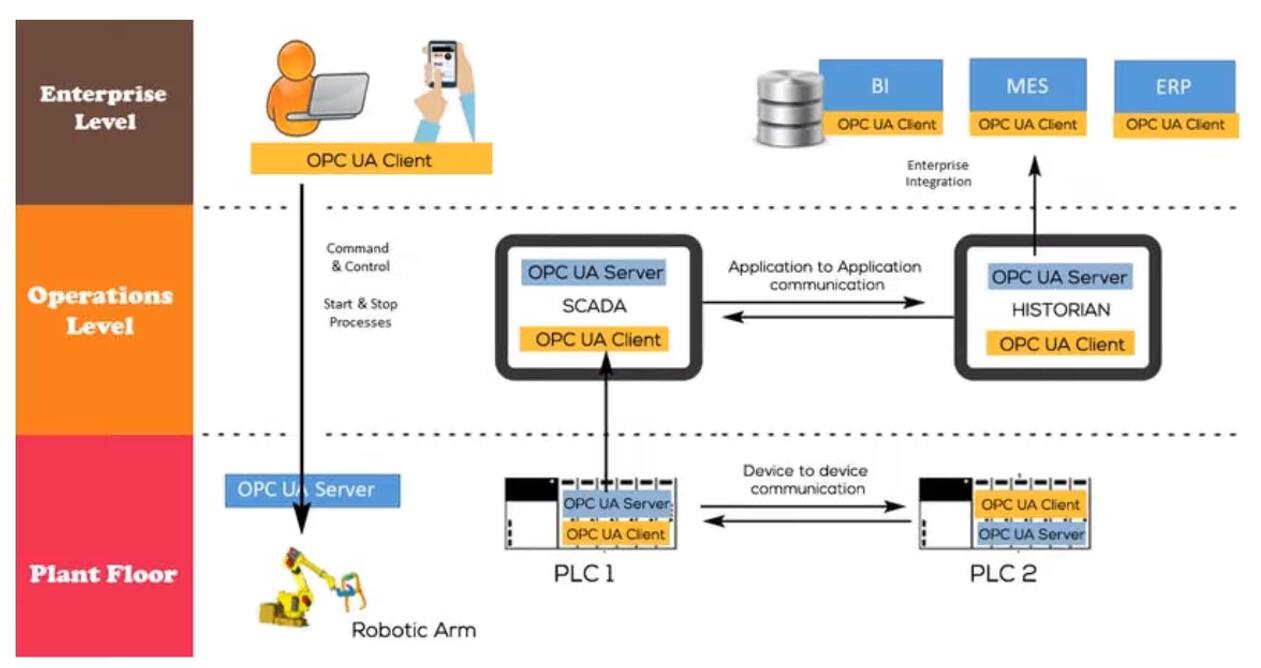 Enterprise
Level
OPC UA Client
BI
OPC UA Client
MES
OPC UA Client
ERP
OPC UA Client
Enterprise
Integration
Operations
Level
Command
& Control
Start & Stop
Processes
OPC UA Server
SCADA
OPC UA Client
Application to Application
communication
OPC UA Server
HISTORIAN
OPC UA Client
Plant Floor
OPC UA Server
Robotic Arm
OPC UA Server
OPC UA Client
PLC 1
Device to device
communication
OPC UA Client
OPC UA Server
PLC 2